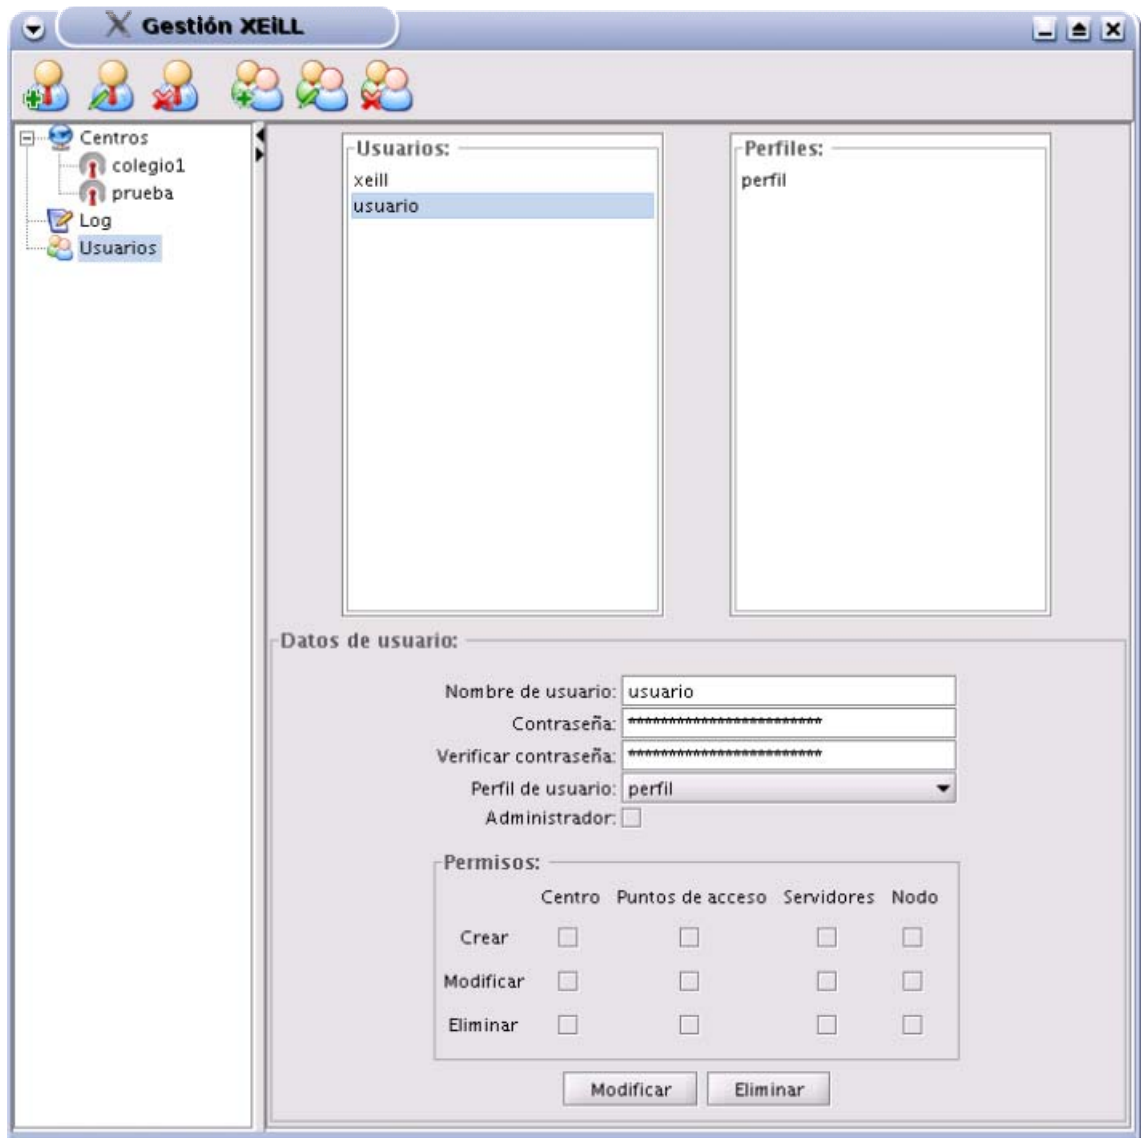 Gestión XEiLL
Centros
colegio1
prueba
Log
Usuarios
Usuarios:
xeill
usuario
Perfiles:
perfil
Datos de usuario:
Nombre de usuario: usuario
Contraseña: ************************
Verificar contraseña: ************************
Perfil de usuario: perfil
Administrador:
Permisos:
Centro Puntos de acceso Servidores Nodo
Crear
Modificar
Eliminar
Modificar Eliminar